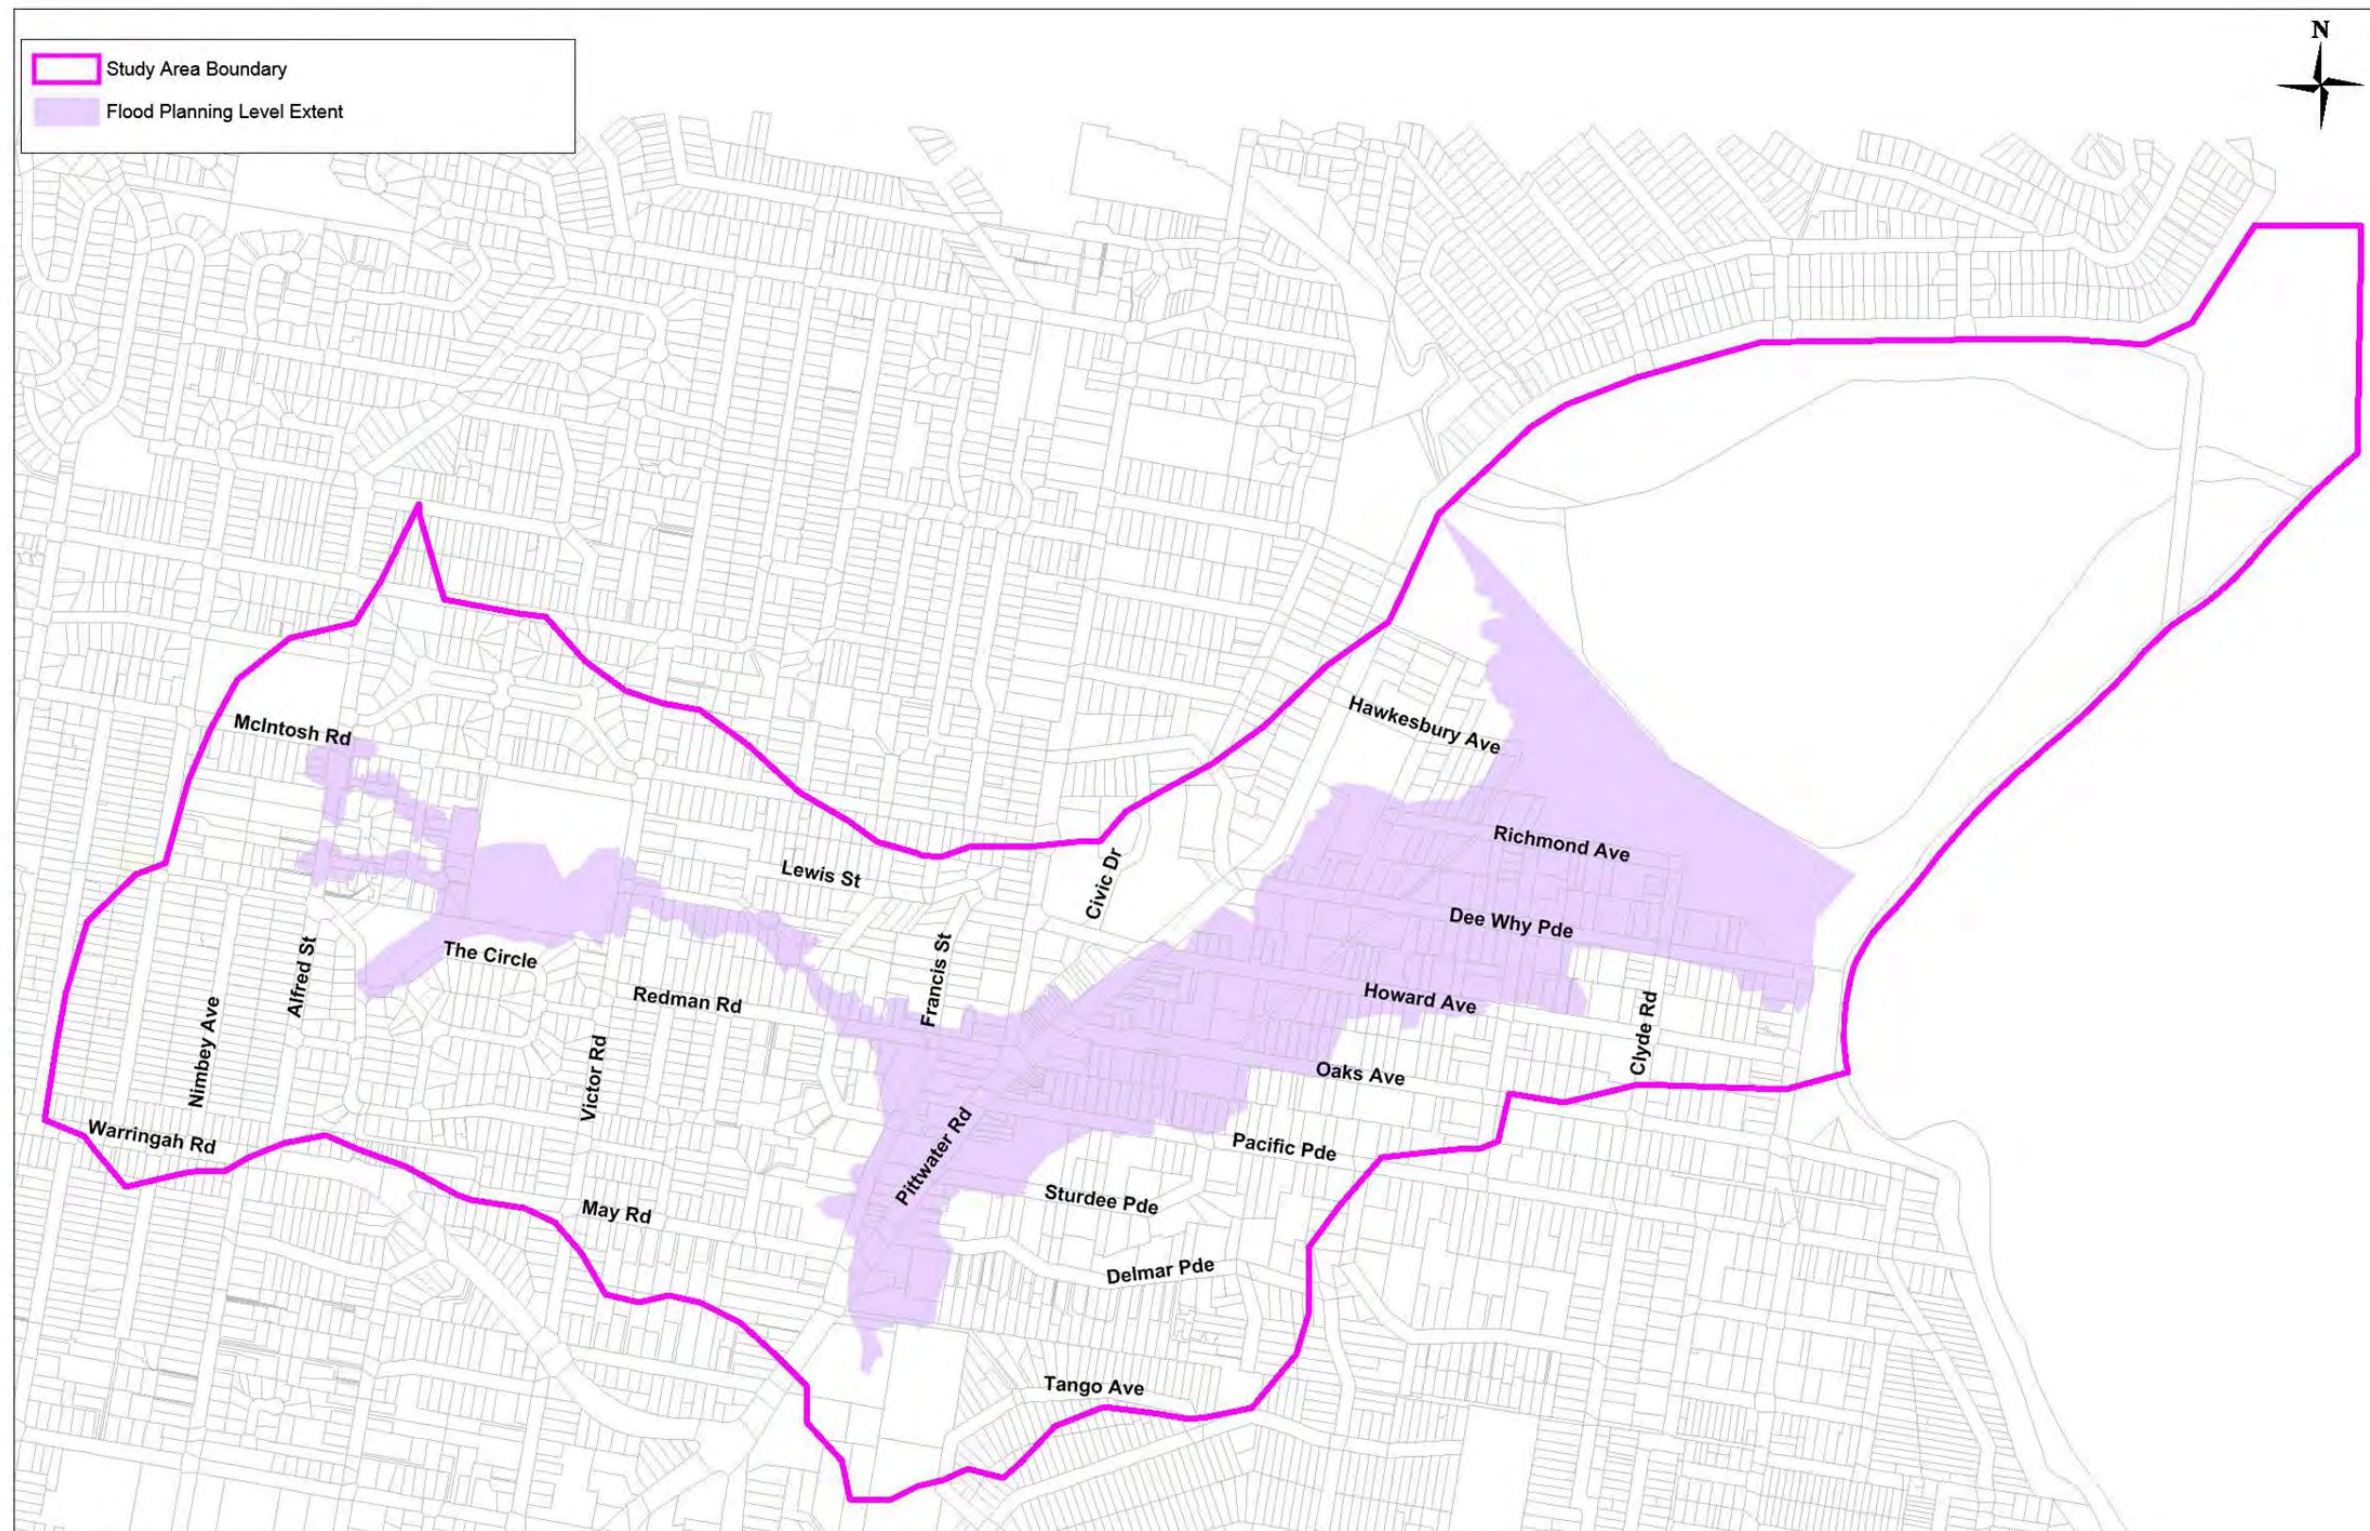 N
Study Area Boundary
Flood Planning Level Extent
McIntosh Rd
Hawkesbury Ave
Richmond Ave
Lewis St
Civic Dr
Dee Why Pde
The Circle
Alfred St
Francis St
Redman Rd
Howard Ave
Nimbey Ave
Clyde Rd
Victor Rd
Oaks Ave
Warringah Rd
Pittwater Rd
Pacific Pde
May Rd
Sturdee Pde
Delmar Pde
Tango Ave